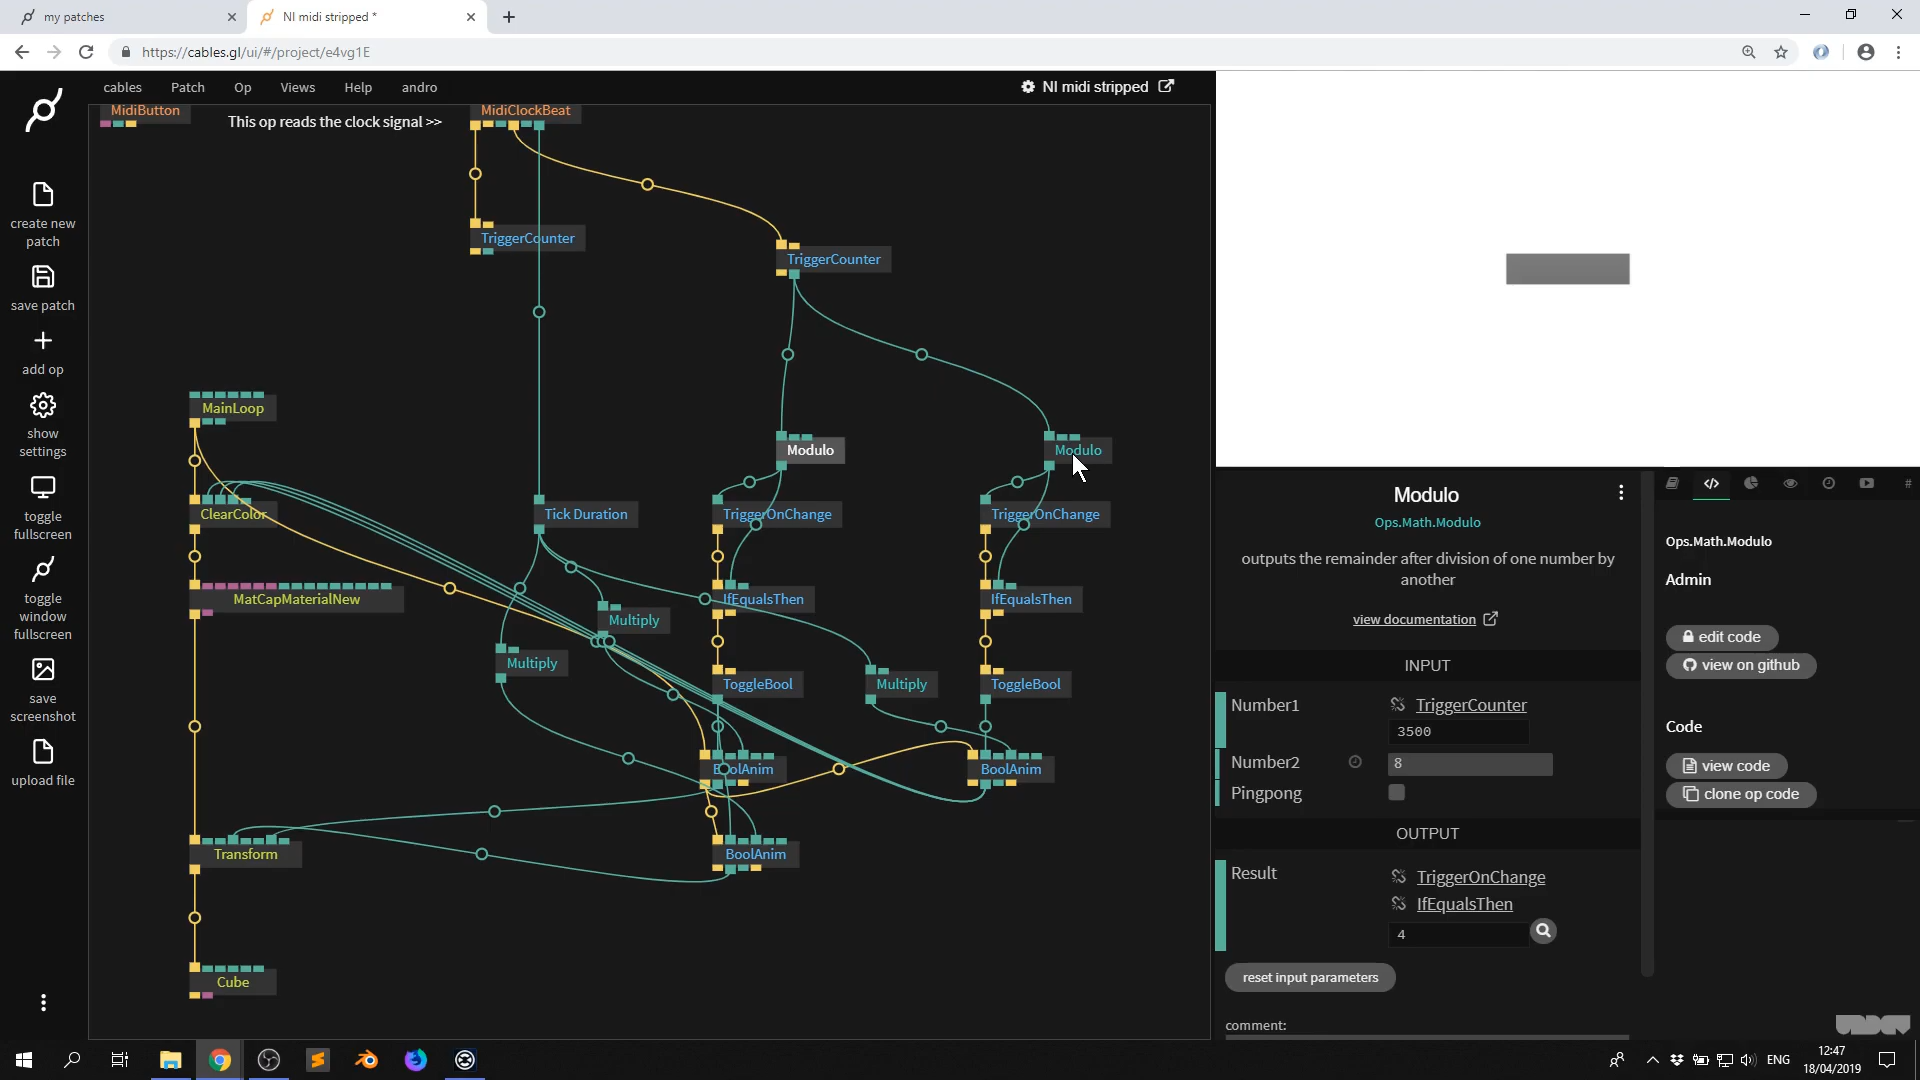 my patches
NI midi stripped *
https://cables.gl/ui/#/project/e4vg1E
cables
Patch
Op
Views
Help
andro
NI midi stripped
create new
patch
save patch
add op
show
settings
toggle
fullscreen
toggle
window
fullscreen
save
screenshot
upload file
MidiButton
This op reads the clock signal >>
MidiClockBeat
TriggerCounter
TriggerCounter
MainLoop
Modulo
Modulo
ClearColor
Tick Duration
TriggerOnChange
TriggerOnChange
MatCapMaterialNew
IfEqualsThen
IfEqualsThen
Multiply
Multiply
ToggleBool
Multiply
ToggleBool
BoolAnim
BoolAnim
Transform
BoolAnim
Cube
Modulo
Ops.Math.Modulo
outputs the remainder after division of one number by
another
view documentation
INPUT
Number1
TriggerCounter
3500
Number2
8
Pingpong
OUTPUT
Result
TriggerOnChange
IfEqualsThen
4
reset input parameters
comment:
#
Ops.Math.Modulo
Admin
edit code
view on github
Code
view code
clone op code
ENG
12:47
18/04/2019